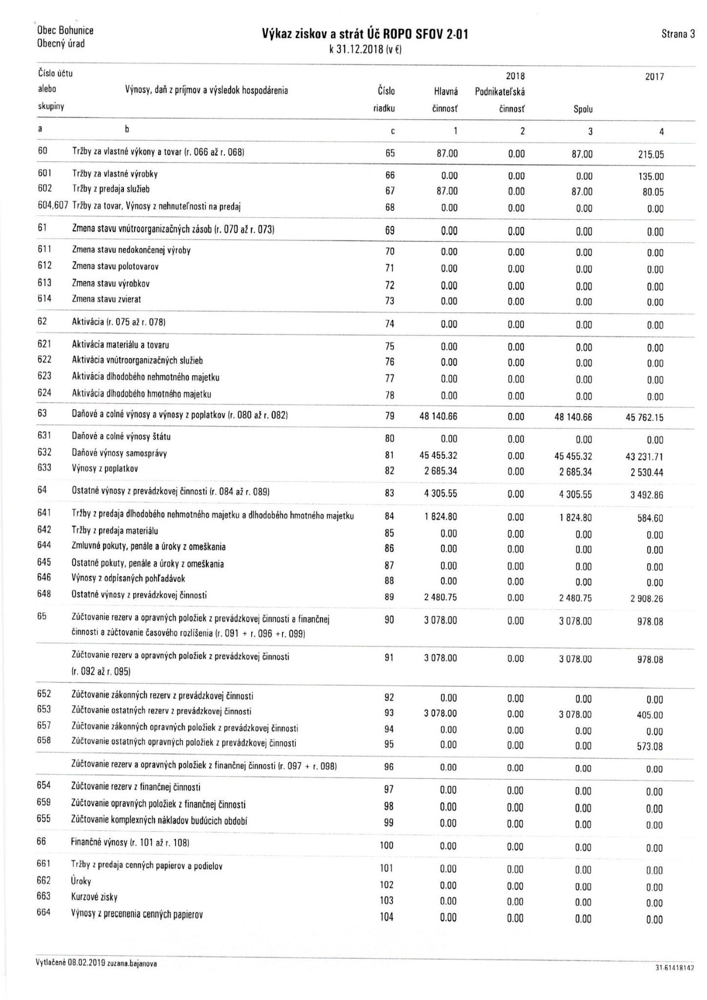 Obec Bohunice
Obecný úrad
Výkaz ziskov a strát Úč ROPO SFOV 2-01
k 31.12.2018 (v €)
Strana 3
Číslo účtu 2018 2017
alebo Výnosy, daň z príjmov a výsledok hospodárenia Číslo Hlavná Podnikateľská
skupiny riadku činnosť činnosť Spolu
a b c 1 2 3 4
60 Tržby za vlastné výkony a tovar (r. 066 až r. 068) 65 87.00 0.00 87.00 215.05
601 Tržby za vlastné výrobky 66 0.00 0.00 0.00 135.00
602 Tržby z predaja služieb 67 87.00 0.00 87.00 80.05
604,607 Tržby za tovar, Výnosy z nehnuteľnosti na predaj 68 0.00 0.00 0.00 0.00
61 Zmena stavu vnútroorganizačných zásob (r. 070 až r. 073) 69 0.00 0.00 0.00 0.00
611 Zmena stavu nedokončenej výroby 70 0.00 0.00 0.00 0.00
612 Zmena stavu polotovarov 71 0.00 0.00 0.00 0.00
613 Zmena stavu výrobkov 72 0.00 0.00 0.00 0.00
614 Zmena stavu zvierat 73 0.00 0.00 0.00 0.00
62 Aktivácia (r. 075 až r. 078) 74 0.00 0.00 0.00 0.00
621 Aktivácia materiálu a tovaru 75 0.00 0.00 0.00 0.00
622 Aktivácia vnútroorganizačných služieb 76 0.00 0.00 0.00 0.00
623 Aktivácia dlhodobého nehmotného majetku 77 0.00 0.00 0.00 0.00
624 Aktivácia dlhodobého hmotného majetku 78 0.00 0.00 0.00 0.00
63 Daňové a colné výnosy a výnosy z poplatkov (r. 080 až r. 082) 79 48 140.66 0.00 48 140.66 45 762.15
631 Daňové a colné výnosy štátu 80 0.00 0.00 0.00 0.00
632 Daňové výnosy samosprávy 81 45 455.32 0.00 45 455.32 43 231.71
633 Výnosy z poplatkov 82 2 685.34 0.00 2 685.34 2 530.44
64 Ostatné výnosy z prevádzkovej činnosti (r. 084 až r. 089) 83 4 305.55 0.00 4 305.55 3 492.86
641 Tržby z predaja dlhodobého nehmotného majetku a dlhodobého hmotného majetku 84 1 824.80 0.00 1 824.80 584.60
642 Tržby z predaja materiálu 85 0.00 0.00 0.00 0.00
644 Zmluvné pokuty, penále a úroky z omeškania 86 0.00 0.00 0.00 0.00
645 Ostatné pokuty, penále a úroky z omeškania 87 0.00 0.00 0.00 0.00
646 Výnosy z odpísaných pohľadávok 88 0.00 0.00 0.00 0.00
648 Ostatné výnosy z prevádzkovej činnosti 89 2 480.75 0.00 2 480.75 2 908.26
65 Zúčtovanie rezerv a opravných položiek z prevádzkovej činnosti a finančnej 90 3 078.00 0.00 3 078.00 978.08
činnosti a zúčtovanie časového rozlíšenia (r. 091 + r. 096 +r. 099)
Zúčtovanie rezerv a opravných položiek z prevádzkovej činnosti 91 3 078.00 0.00 3 078.00 978.08
(r. 092 až r. 095)
652 Zúčtovanie zákonných rezerv z prevádzkovej činnosti 92 0.00 0.00 0.00 0.00
653 Zúčtovanie ostatných rezerv z prevádzkovej činnosti 93 3 078.00 0.00 3 078.00 405.00
657 Zúčtovanie zákonných opravných položiek z prevádzkovej činnosti 94 0.00 0.00 0.00 0.00
658 Zúčtovanie ostatných opravných položiek z prevádzkovej činnosti 95 0.00 0.00 0.00 573.08
Zúčtovanie rezerv a opravných položiek z finančnej činnosti (r. 097 + r. 098) 96 0.00 0.00 0.00 0.00
654 Zúčtovanie rezerv z finančnej činnosti 97 0.00 0.00 0.00 0.00
659 Zúčtovanie opravných položiek z finančnej činnosti 98 0.00 0.00 0.00 0.00
655 Zúčtovanie komplexných nákladov budúcich období 99 0.00 0.00 0.00 0.00
66 Finančné výnosy (r. 101 až r. 108) 100 0.00 0.00 0.00 0.00
661 Tržby z predaja cenných papierov a podielov 101 0.00 0.00 0.00 0.00
662 Úroky 102 0.00 0.00 0.00 0.00
663 Kurzové zisky 103 0.00 0.00 0.00 0.00
664 Výnosy z precenenia cenných papierov 104 0.00 0.00 0.00 0.00
Vytlačené 08.02.2019 zuzana.bajanova 31-61418142